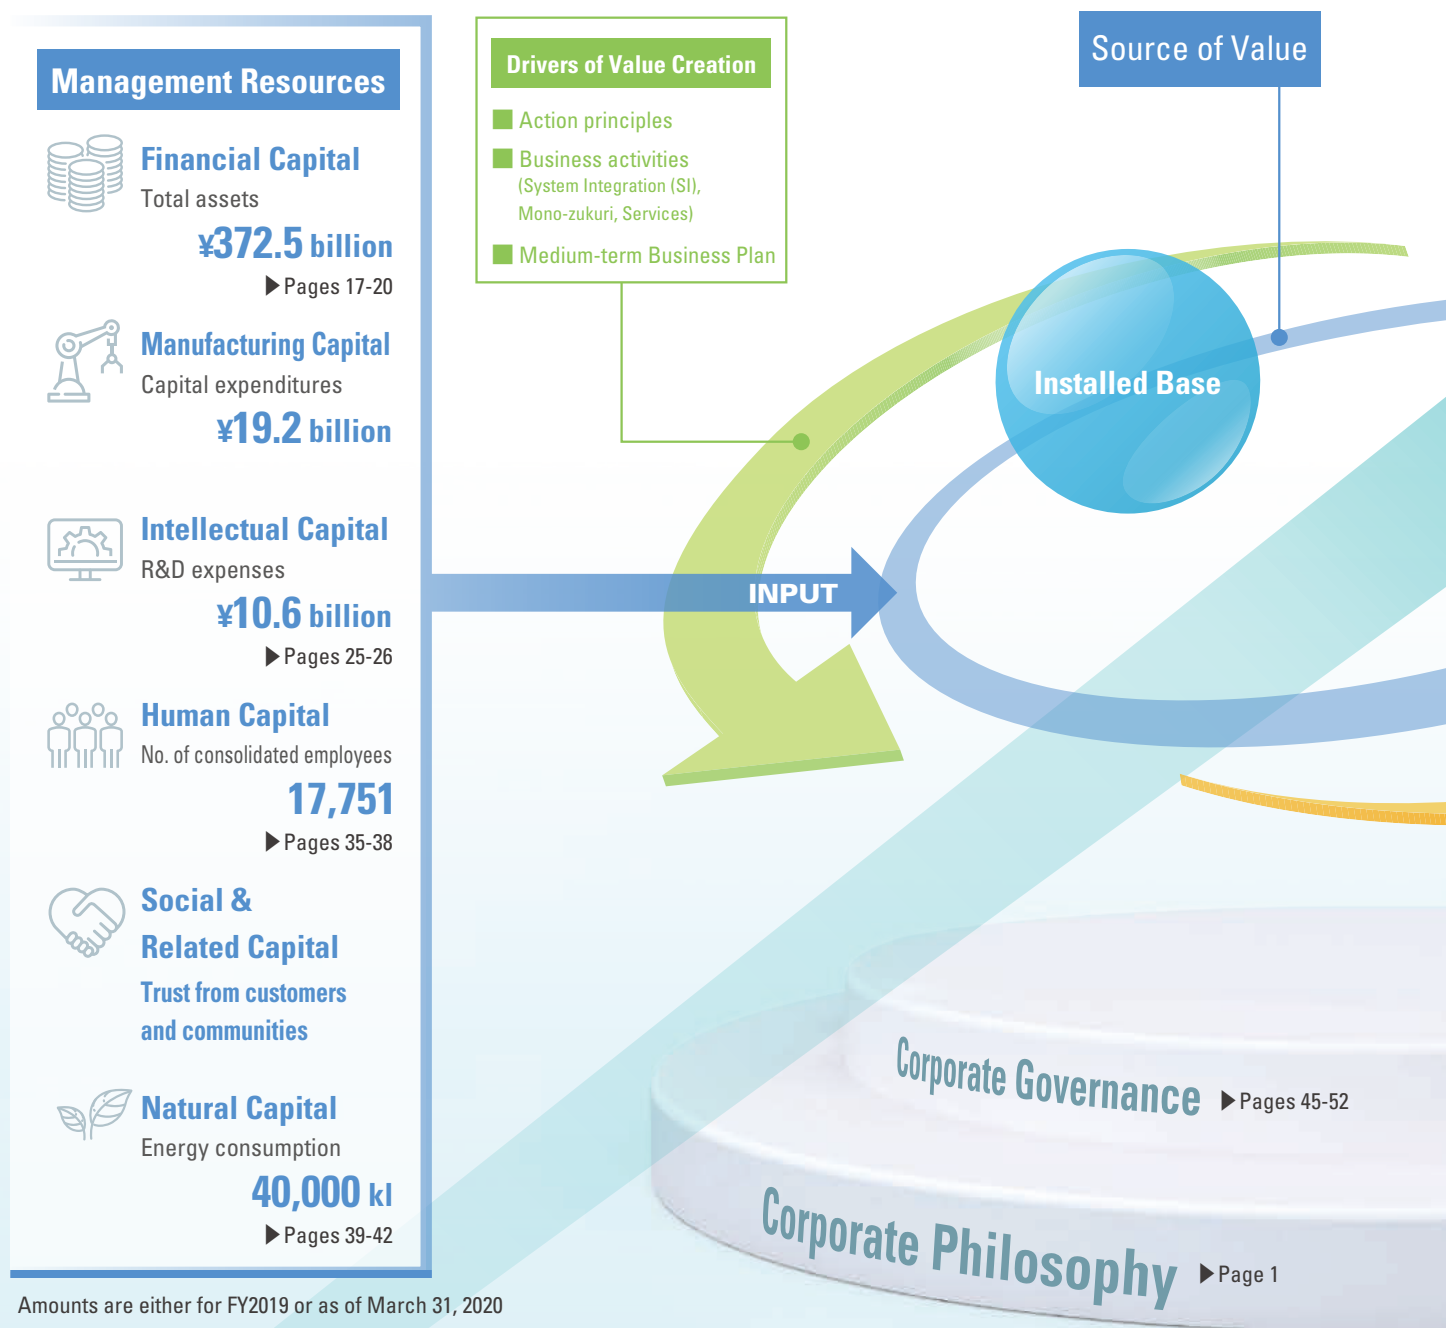 Management Resources
Financial Capital
Total assets
¥372.5 billion
▶Pages 17-20
Manufacturing Capital
Capital expenditures
¥19.2 billion
Intellectual Capital
R&D expenses
¥10.6 billion
▶Pages 25-26
Human Capital
No. of consolidated employees
17,751
▶Pages 35-38
Social &
Related Capital
Trust from customers
and communities
Natural Capital
Energy consumption
40,000 kl
▶Pages 39-42
Amounts are either for FY2019 or as of March 31, 2020
Drivers of Value Creation
■ Action principles
■ Business activities
(System Integration (SI),
Mono-zukuri, Services)
■ Medium-term Business Plan
Source of Value
Installed Base
INPUT
Corporate Governance ▶Pages 45-52
Corporate Philosophy ▶Page 1